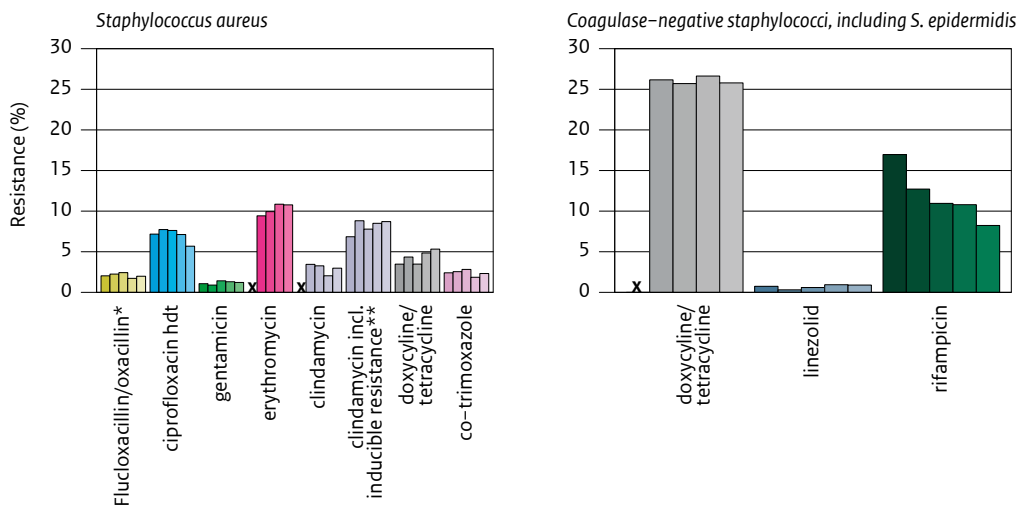 Staphylococcus aureus
Resistance (%)
30
25
20
15
10
5
0
x
x
Flucloxacillin/oxacillin*
ciprofloxacin hdt
gentamicin
erythromycin
clindamycin
clindamycin incl.
inducible resistance**
doxycyline/
tetracycline
co-trimoxazole
Coagulase-negative staphylococci, including S. epidermidis
30
25
20
15
10
5
0
x
doxycyline/
tetracycline
linezolid
rifampicin